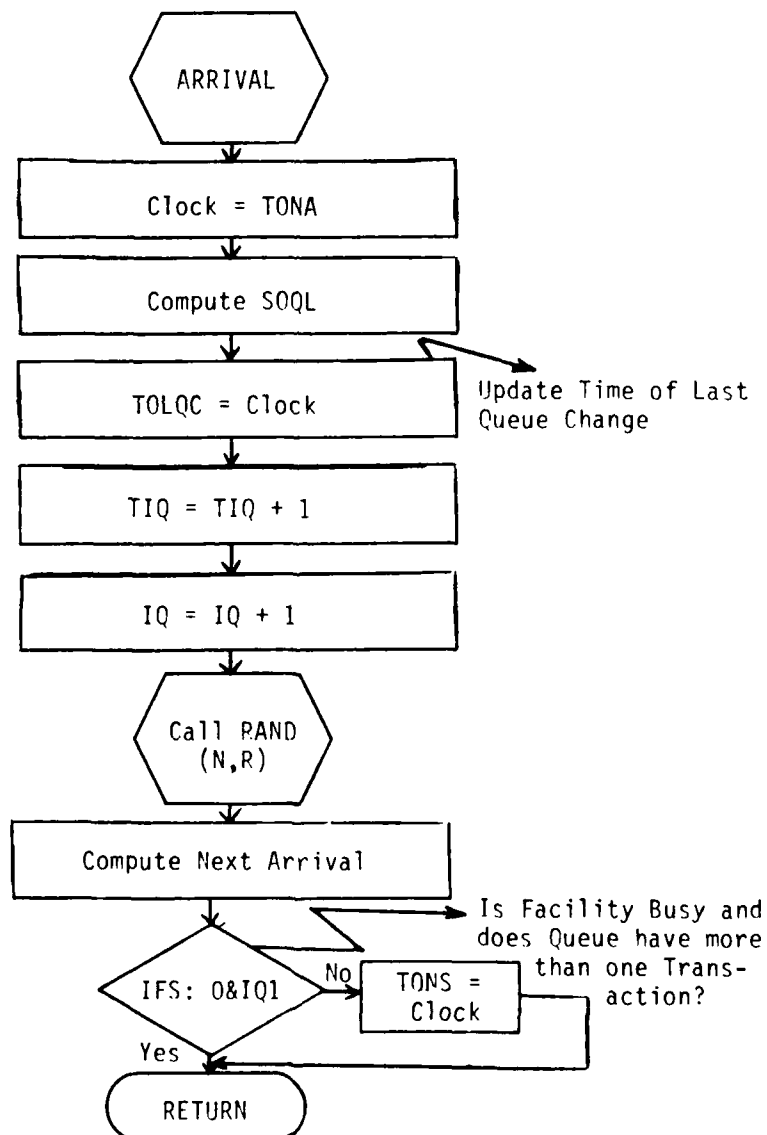 ARRIVAL
Clock = TONA
Compute SOQL
TOLQC = Clock
Update Time of Last
Queue Change
TIQ = TIQ + 1
IQ = IQ + 1
Call RAND
(N,R)
Compute Next Arrival
Is Facility Busy and
does Queue have more
than one Trans-
action?
IFS: 0&IQ1
No
TONS =
Clock
Yes
RETURN